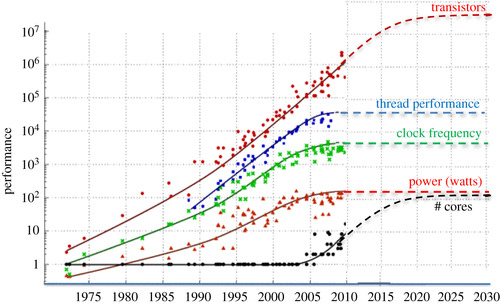 transistors
10⁷
10⁶
thread performance
10⁵
10⁴
clock frequency
10³
power (watts)
10²
# cores
10
1
performance
1975 1980 1985 1990 1995 2000 2005 2010 2015 2020 2025 2030